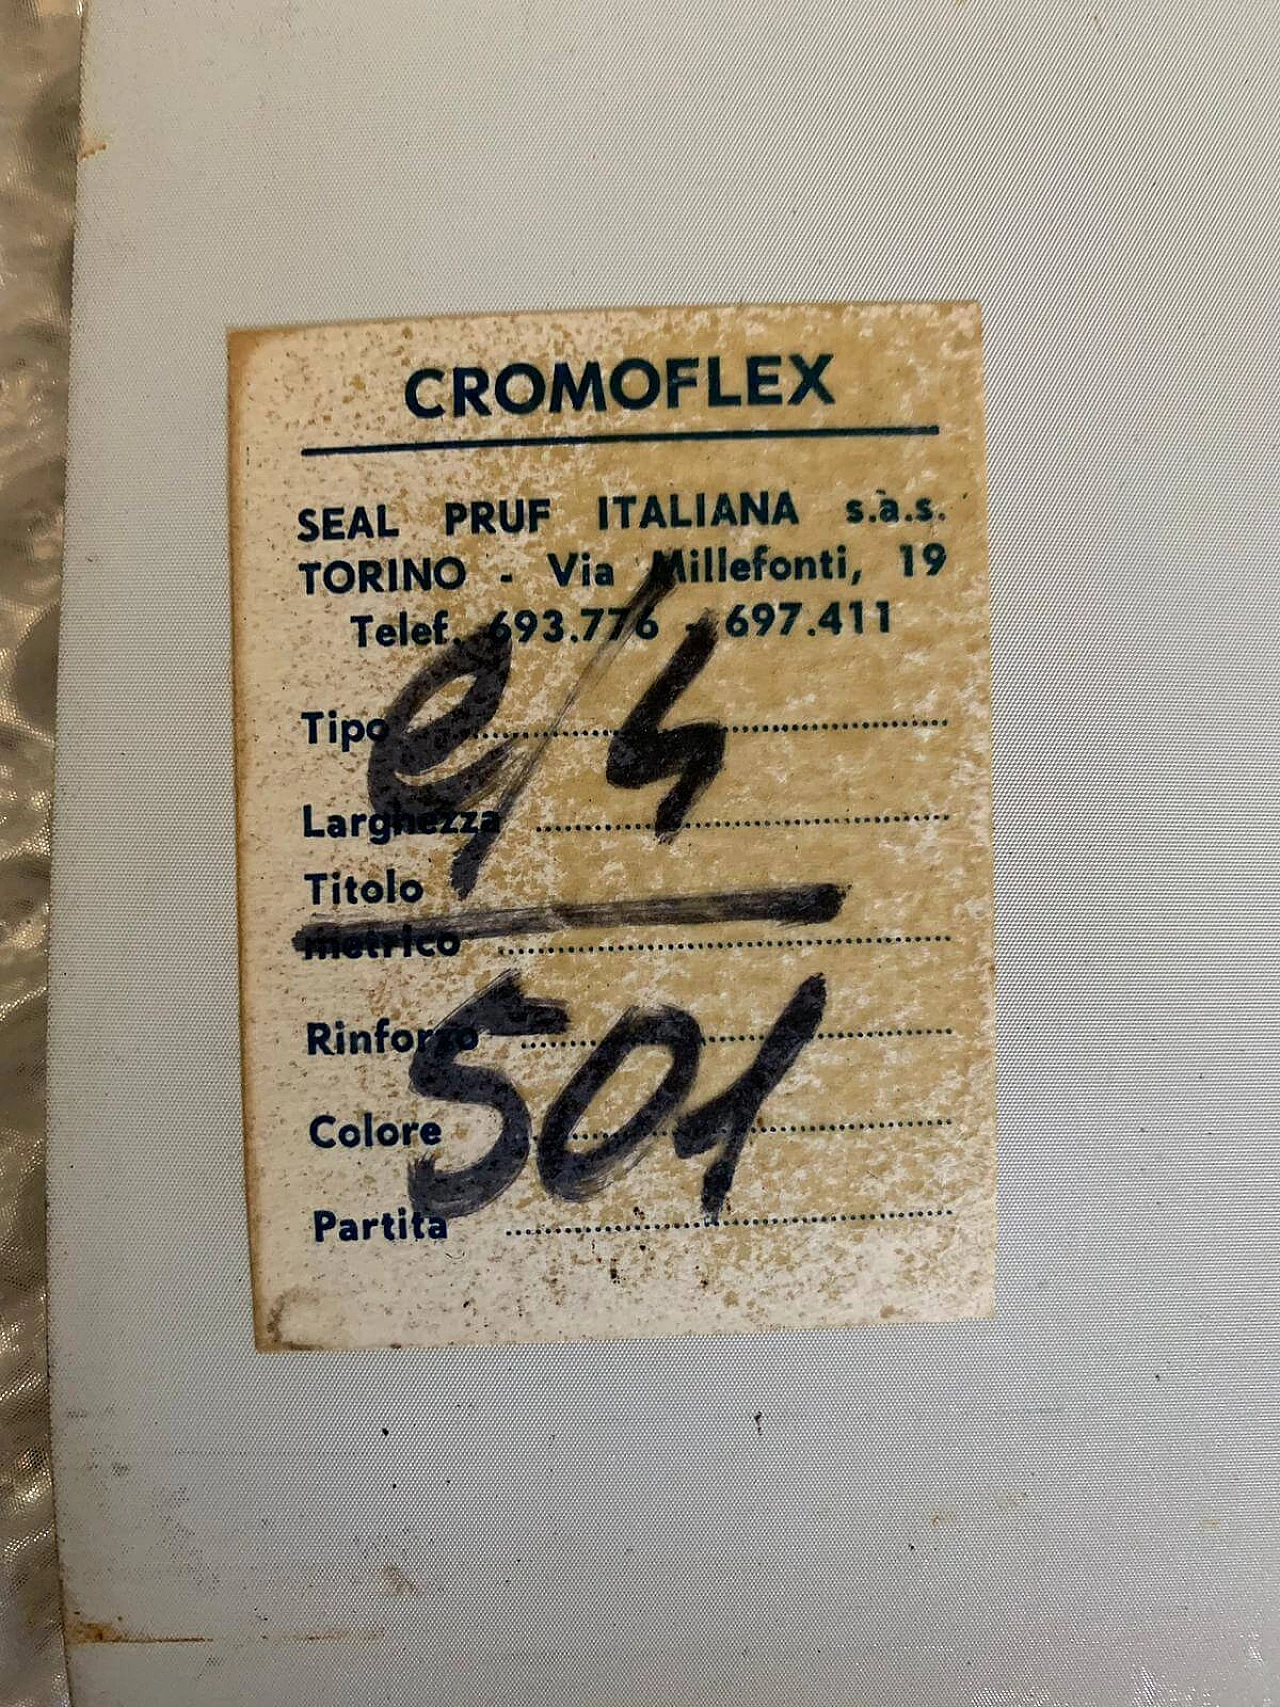 CROMOFLEX
SEAL PRUF ITALIANA s.a.s.
TORINO - Via Millefonti, 19
Telef. 693.776 - 697.411
Tipo
Larghezza
Titolo
metrico
Rinforzo
501
Colore
Partita